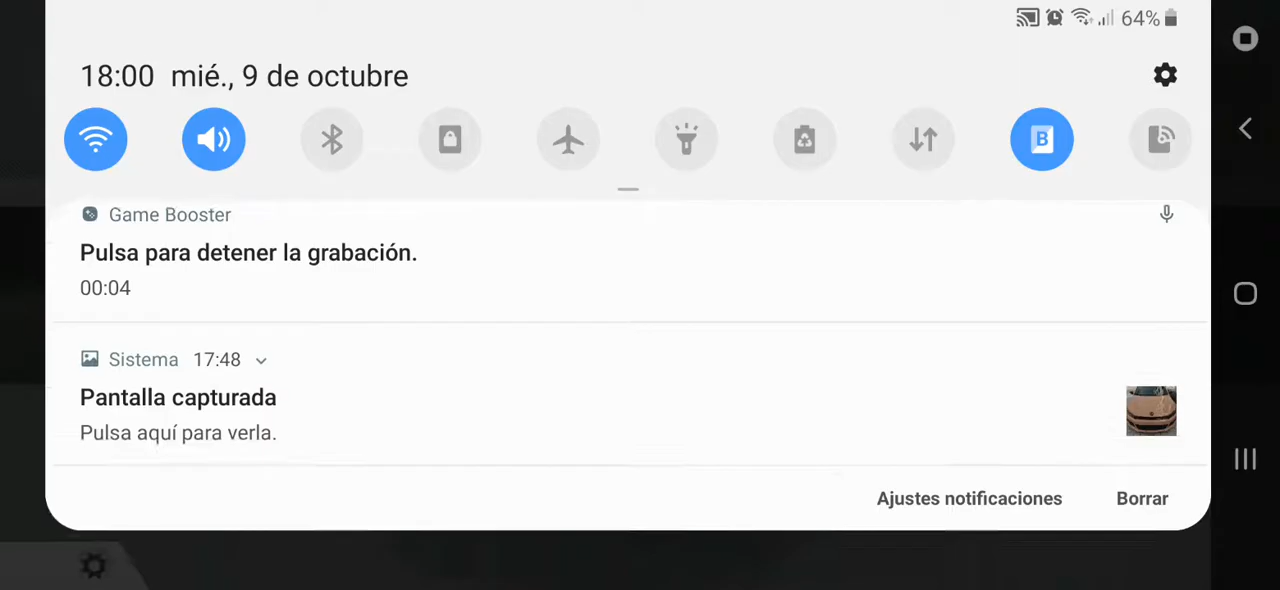 64%
18:00 mié., 9 de octubre
B
Game Booster
Pulsa para detener la grabación.
00:04
Sistema 17:48
Pantalla capturada
Pulsa aquí para verla.
Ajustes notificaciones Borrar